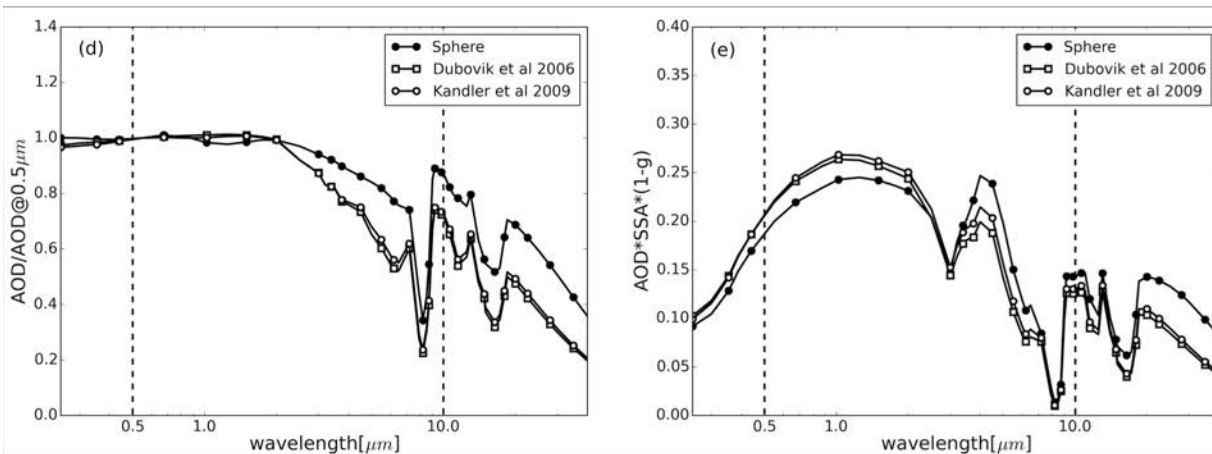 (d)
Sphere
Dubovik et al 2006
Kandler et al 2009
1.4
1.2
1.0
0.8
0.6
0.4
0.2
0.0
AOD/AOD@0.5μm
0.5
1.0
10.0
wavelength[μm]
(e)
Sphere
Dubovik et al 2006
Kandler et al 2009
0.40
0.35
0.30
0.25
0.20
0.15
0.10
0.05
0.00
AOD*SSA*(1-g)
0.5
1.0
10.0
wavelength[μm]